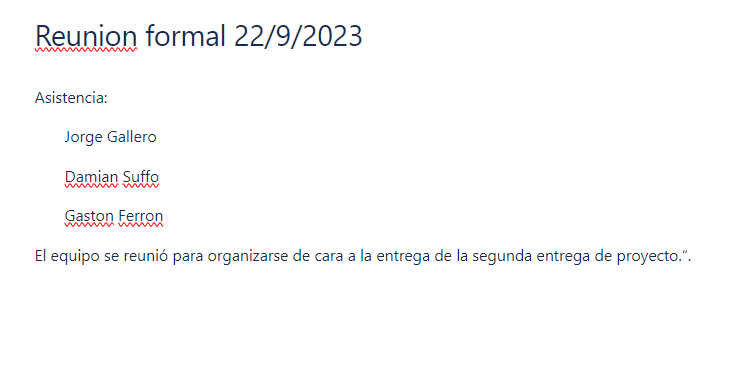 Reunion formal 22/9/2023
Asistencia:
Jorge Gallero
Damian Suffo
Gaston Ferron
El equipo se reunió para organizarse de cara a la entrega de la segunda entrega de proyecto.“.